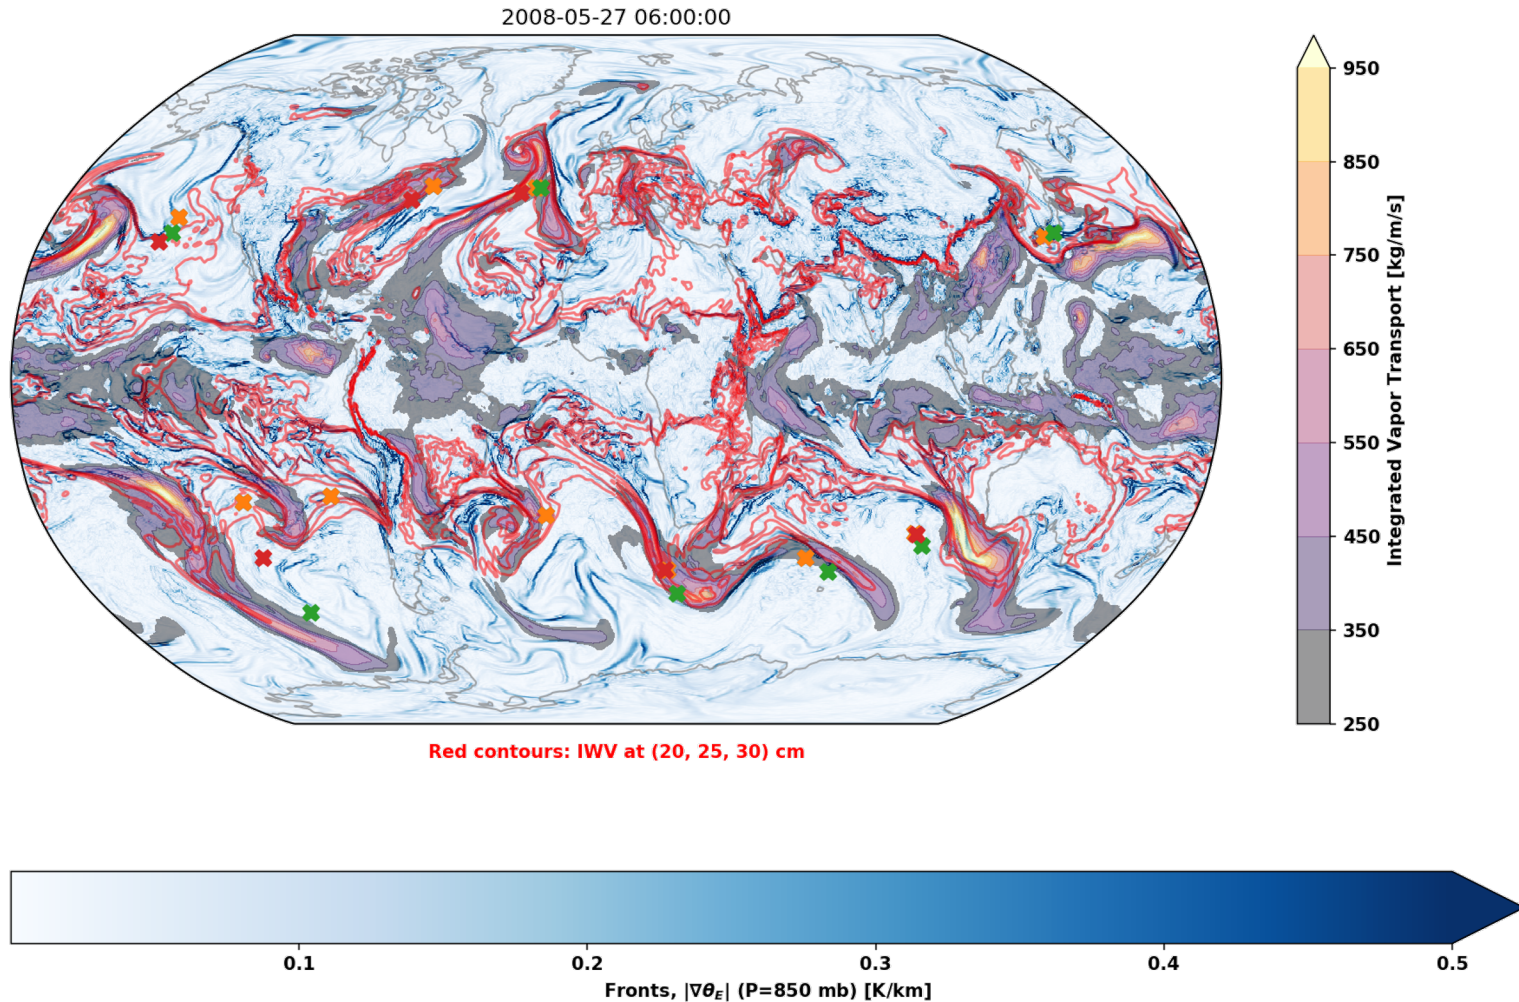 2008-05-27 06:00:00
950
850
750
650
550
450
350
250
Integrated Vapor Transport [kg/m/s]
Red contours: IWV at (20, 25, 30) cm
0.1 0.2 0.3 0.4 0.5
Fronts, |∇θ_E| (P=850 mb) [K/km]